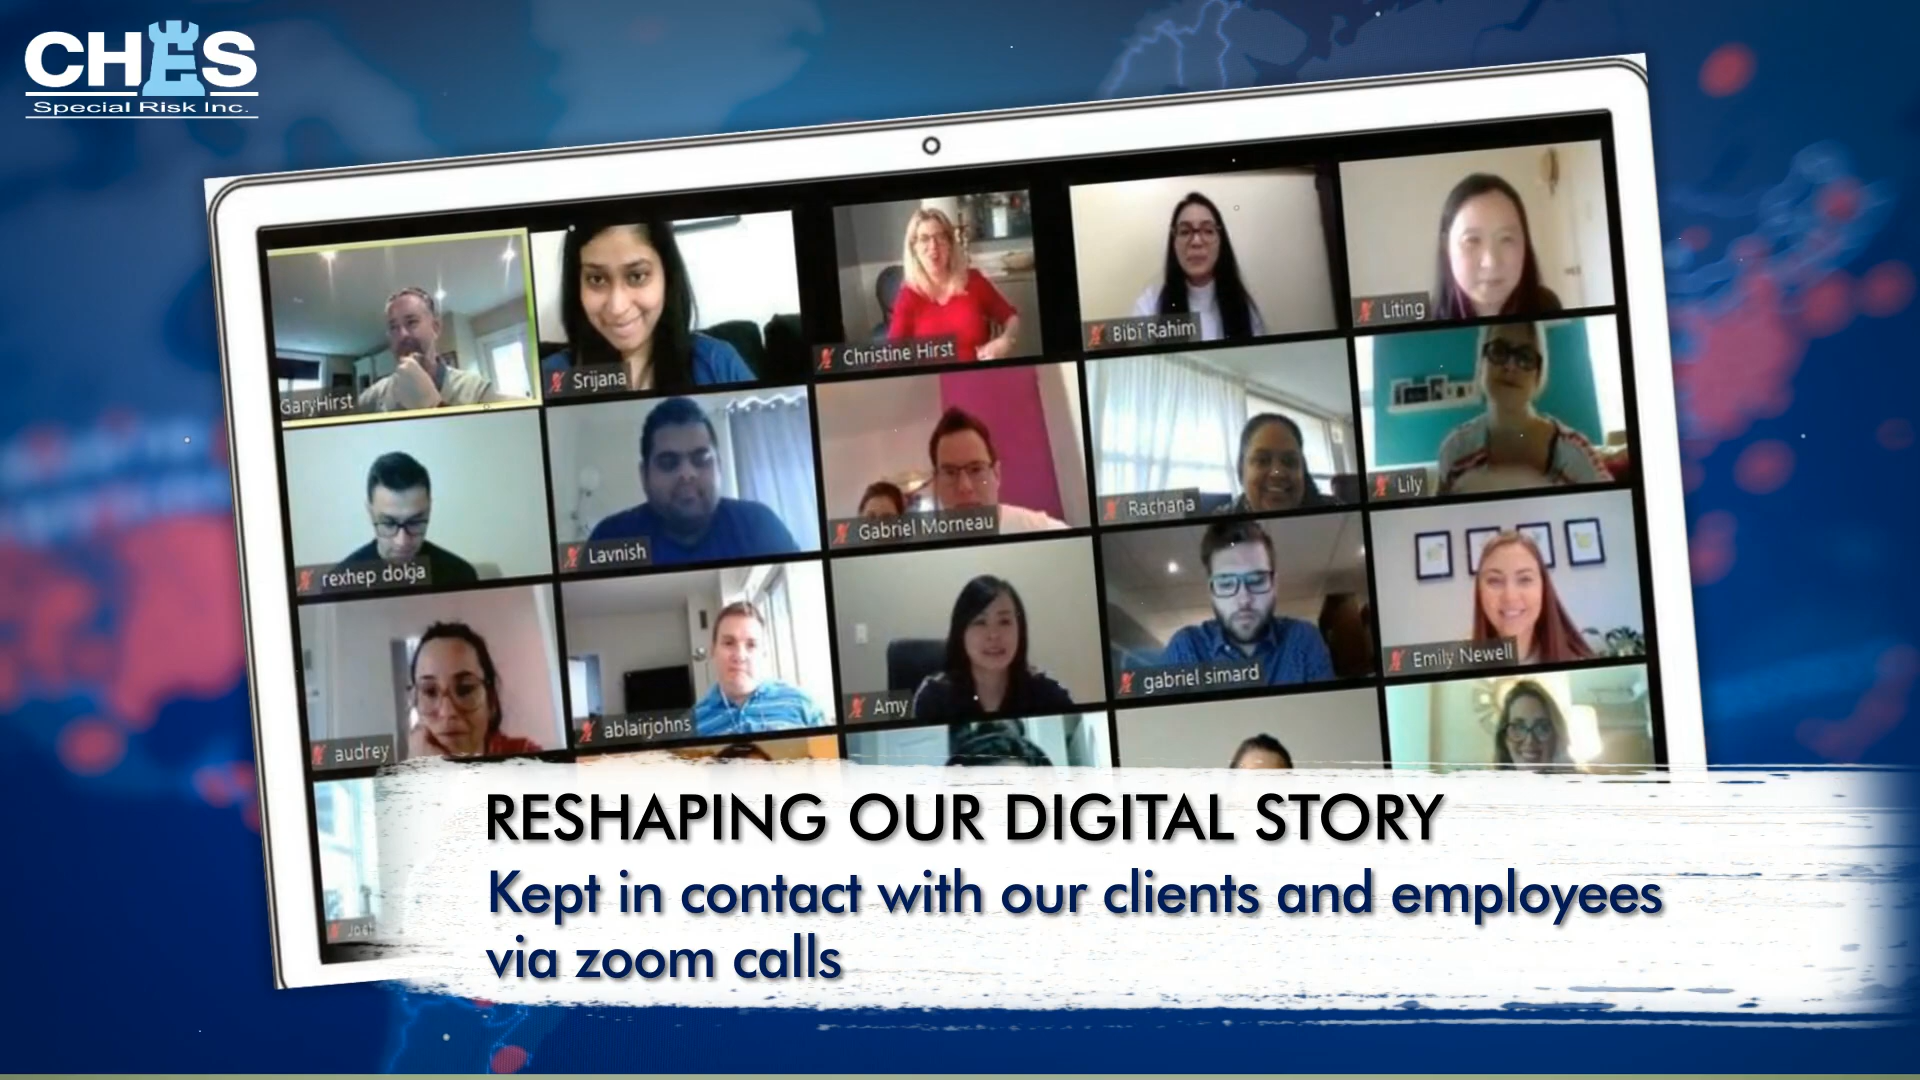 CHES
Special Risk Inc.
GaryHirst
Srijana
Christine Hirst
Bibi Rahim
Liting
rexhep dokja
Lavnish
Gabriel Morneau
Rachana
Lily
audrey
ablairjohns
Amy
gabriel simard
Emily Newell
Joel
RESHAPING OUR DIGITAL STORY
Kept in contact with our clients and employees
via zoom calls